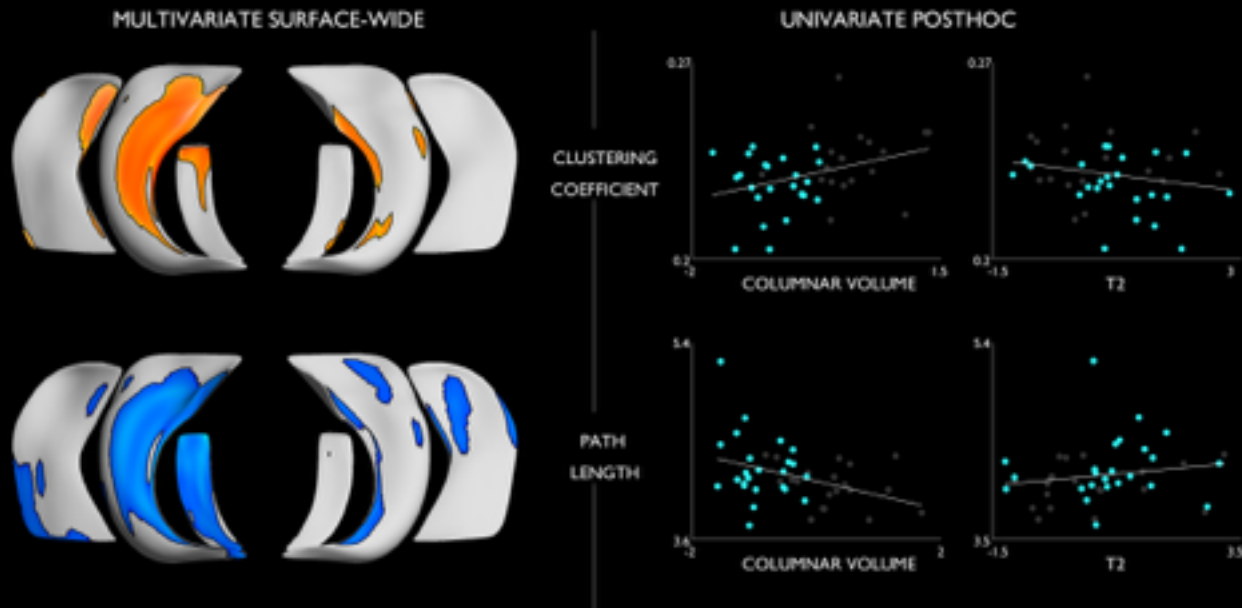 MULTIVARIATE SURFACE-WIDE
UNIVARIATE POSTHOC
0.27
0.27
CLUSTERING
COEFFICIENT
0.2
-2
1.5
COLUMNAR VOLUME
0.2
-1.5
3
T2
5.4
5.4
PATH
LENGTH
3.6
-2
2
COLUMNAR VOLUME
3.5
-1.5
3.5
T2